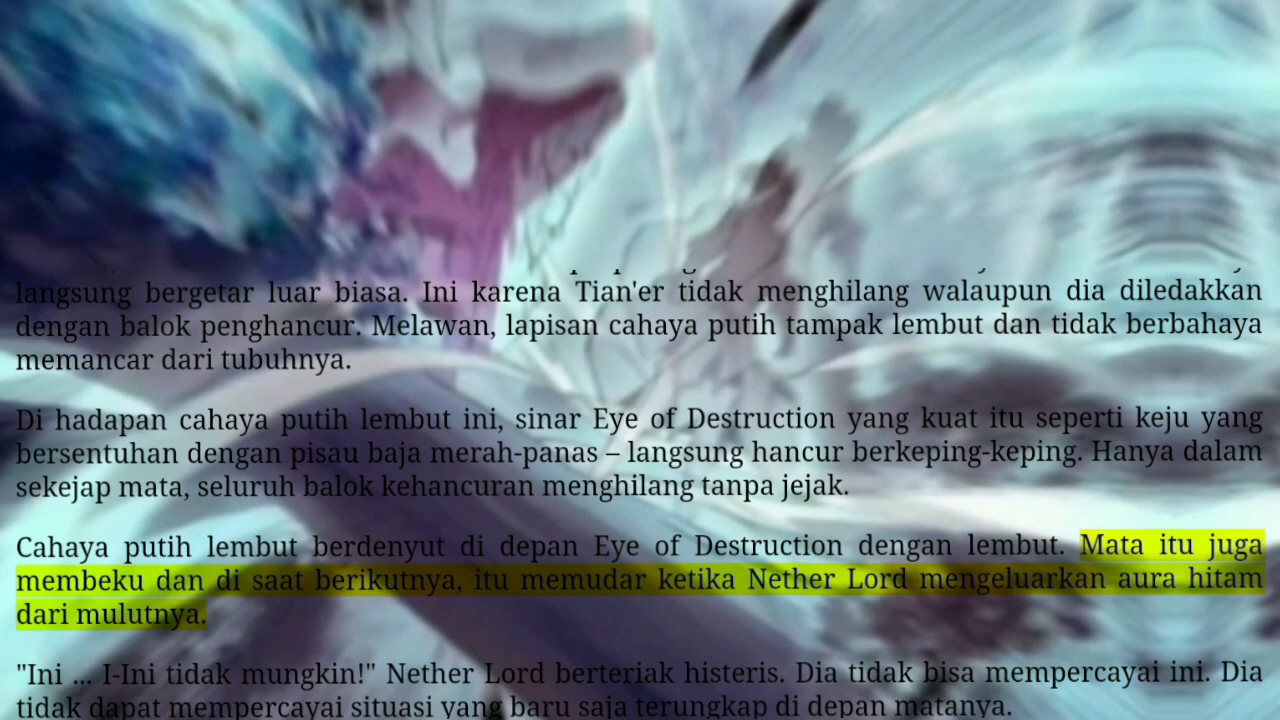 langsung bergetar luar biasa. Ini karena Tian'er tidak menghilang walaupun dia diledakkan
dengan balok penghancur. Melawan, lapisan cahaya putih tampak lembut dan tidak berbahaya
memancar dari tubuhnya.
Di hadapan cahaya putih lembut ini, sinar Eye of Destruction yang kuat itu seperti keju yang
bersentuhan dengan pisau baja merah-panas – langsung hancur berkeping-keping. Hanya dalam
sekejap mata, seluruh balok kehancuran menghilang tanpa jejak.
Cahaya putih lembut berdenyut di depan Eye of Destruction dengan lembut. Mata itu juga
membeku dan di saat berikutnya, itu memudar ketika Nether Lord mengeluarkan aura hitam
dari mulutnya.
"Ini ... I-Ini tidak mungkin!" Nether Lord berteriak histeris. Dia tidak bisa mempercayai ini. Dia
tidak dapat mempercayai situasi yang baru saja terungkap di depan matanya.